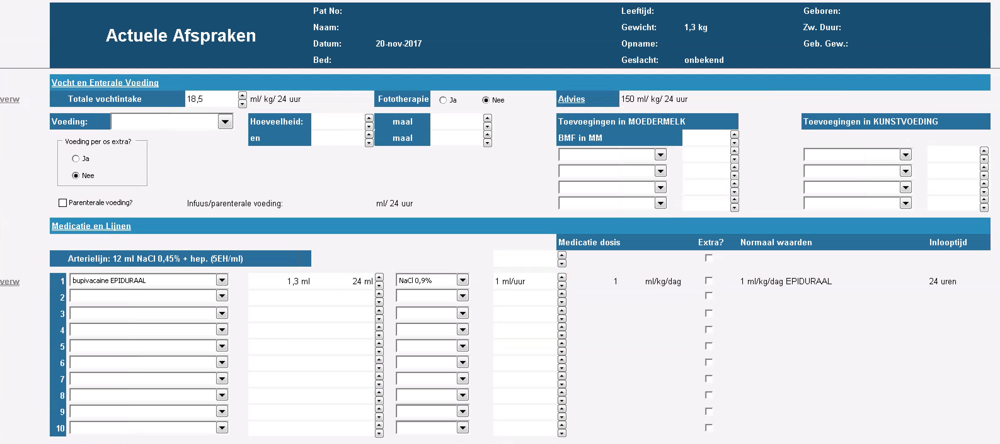 Actuele Afspraken
Pat No: Leeftijd: Geboren:
Naam: Gewicht: 1,3 kg Zw. Duur:
Datum: 20-nov-2017 Opname: Geb. Gew.:
Bed: Geslacht: onbekend
Vocht en Enterale Voeding
verw Totale vochtintake 18,5 ml/ kg/ 24 uur Fototherapie Ja Nee Advies 150 ml/ kg/ 24 uur
Voeding: Hoeveelheid: maal Toevoegingen in MOEDERMELK Toevoegingen in KUNSTVOEDING
en maal BMF in MM
Voeding per os extra?
Ja
Nee
Parenterale voeding? Infuus/parenterale voeding: ml/ 24 uur
Medicatie en Lijnen
Medicatie dosis Extra? Normaal waarden Inlooptijd
Arterielijn: 12 ml NaCl 0,45% + hep. (5EH/ml)
verw 1 bupivacaine EPIDURAAL 1,3 ml 24 ml NaCl 0,9% 1 ml/uur 1 ml/kg/dag 1 ml/kg/dag EPIDURAAL 24 uren
2
3
4
5
6
7
8
9
10